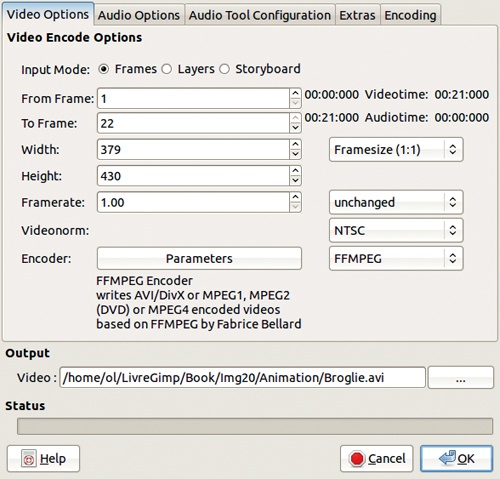 Video Options Audio Options Audio Tool Configuration Extras Encoding
Video Encode Options
Input Mode: Frames Layers Storyboard
From Frame: 1 00:00:000 Videotime: 00:21:000
To Frame: 22 00:21:000 Audiotime: 00:00:000
Width: 379 Framesize (1:1)
Height: 430
Framerate: 1.00 unchanged
Videonorm: NTSC
Encoder: Parameters FFMPEG
FFMPEG Encoder
writes AVI/DivX or MPEG1, MPEG2
(DVD) or MPEG4 encoded videos
based on FFMPEG by Fabrice Bellard
Output
Video : /home/ol/LivreGimp/Book/Img20/Animation/Broglie.avi ...
Status
Help Cancel OK